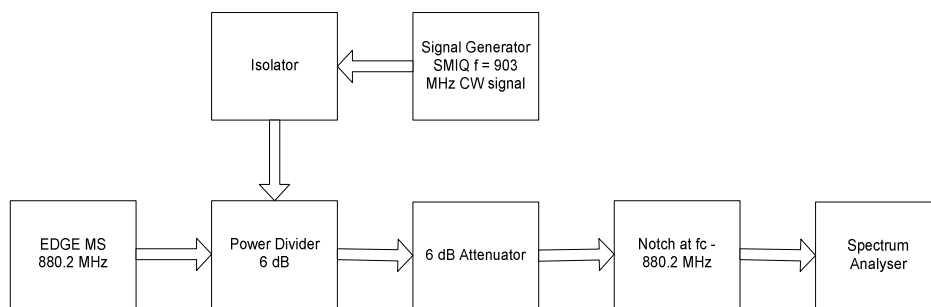 Isolator
Signal Generator
SMIQ f = 903
MHz CW signal
EDGE MS
880.2 MHz
Power Divider
6 dB
6 dB Attenuator
Notch at fc -
880.2 MHz
Spectrum
Analyser